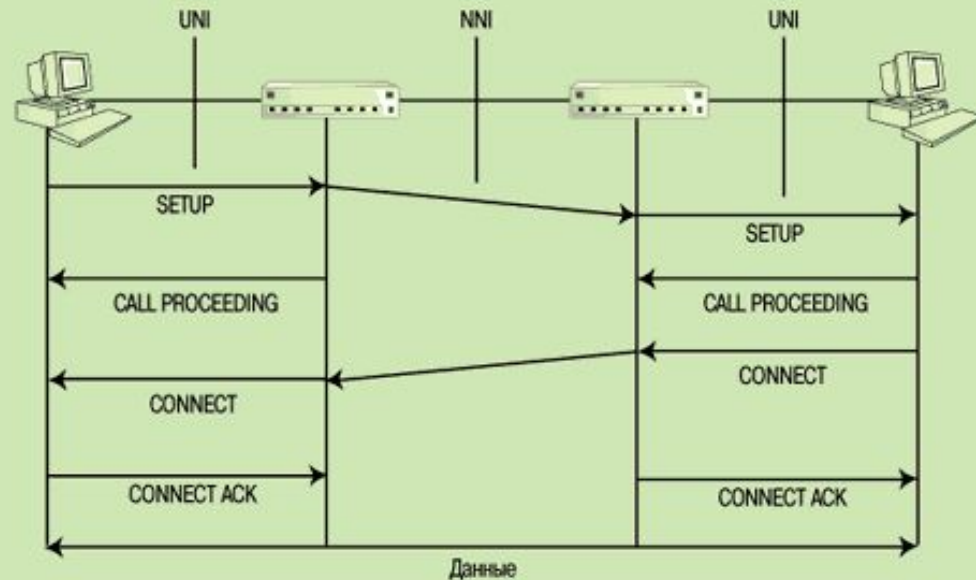 UNI
NNI
UNI
SETUP
SETUP
CALL PROCEEDING
CALL PROCEEDING
CONNECT
CONNECT
CONNECT ACK
CONNECT ACK
Данные